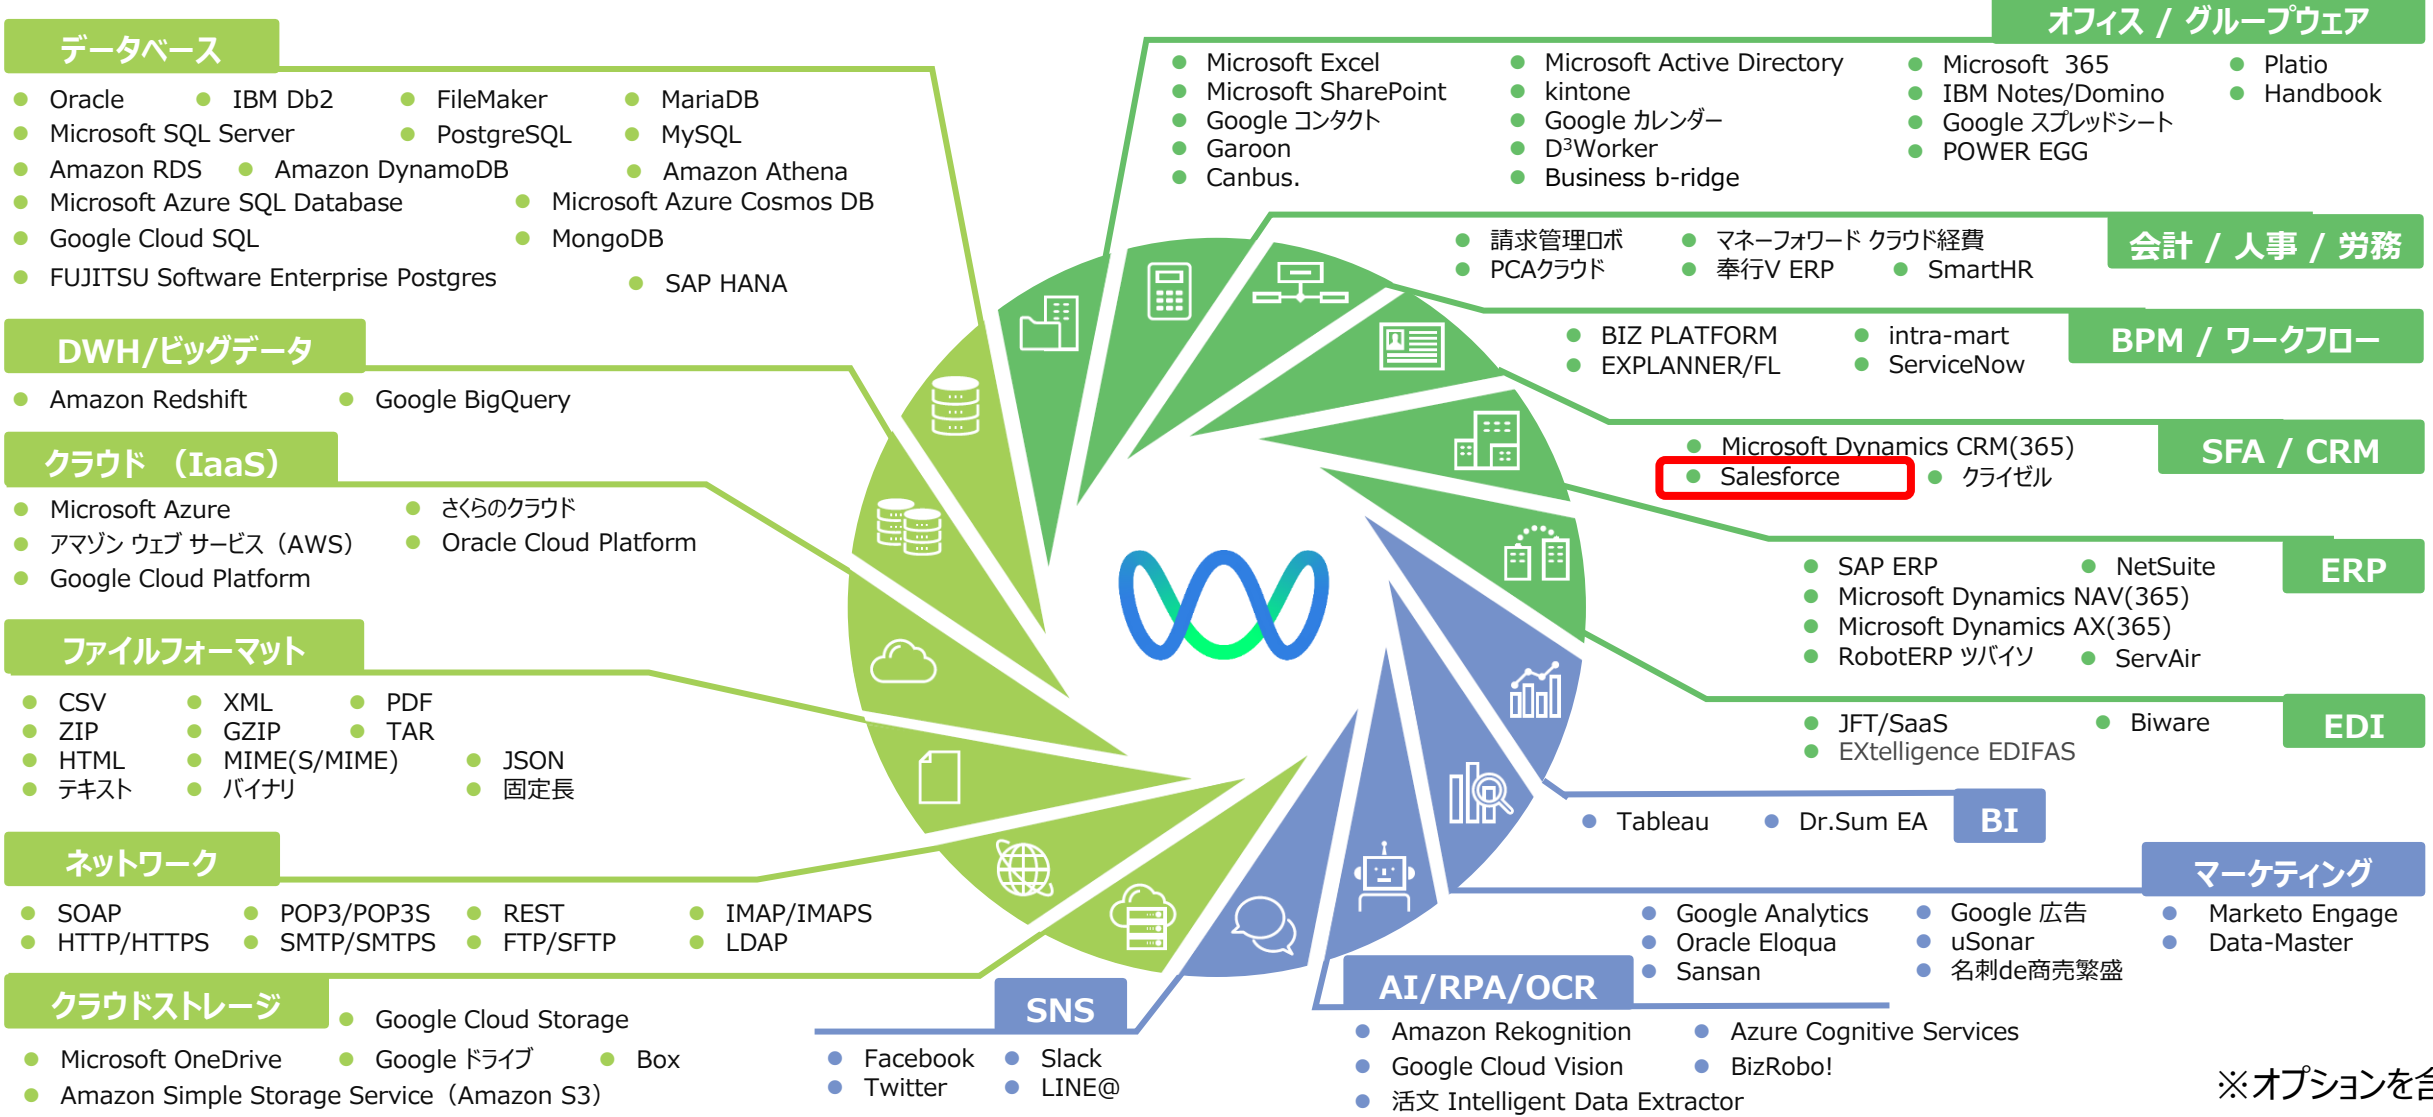 データベース
Oracle IBM Db2 FileMaker MariaDB
Microsoft SQL Server PostgreSQL MySQL
Amazon RDS Amazon DynamoDB Amazon Athena
Microsoft Azure SQL Database Microsoft Azure Cosmos DB
Google Cloud SQL MongoDB
FUJITSU Software Enterprise Postgres SAP HANA
DWH/ビッグデータ
Amazon Redshift Google BigQuery
クラウド （IaaS）
Microsoft Azure さくらのクラウド
アマゾン ウェブ サービス（AWS） Oracle Cloud Platform
Google Cloud Platform
ファイルフォーマット
CSV XML PDF
ZIP GZIP TAR
HTML MIME(S/MIME) JSON
テキスト バイナリ 固定長
ネットワーク
SOAP POP3/POP3S REST IMAP/IMAPS
HTTP/HTTPS SMTP/SMTPS FTP/SFTP LDAP
クラウドストレージ
Google Cloud Storage
Microsoft OneDrive Google ドライブ Box
Amazon Simple Storage Service（Amazon S3）
オフィス / グループウェア
Microsoft Excel Microsoft Active Directory Microsoft 365 Platio
Microsoft SharePoint kintone IBM Notes/Domino Handbook
Google コンタクト Google カレンダー Google スプレッドシート
Garoon D³Worker POWER EGG
Canbus. Business b-ridge
会計 / 人事 / 労務
請求管理ロボ マネーフォワード クラウド経費
PCAクラウド 奉行V ERP SmartHR
BPM / ワークフロー
BIZ PLATFORM intra-mart
EXPLANNER/FL ServiceNow
SFA / CRM
Microsoft Dynamics CRM(365)
Salesforce クライゼル
ERP
SAP ERP NetSuite
Microsoft Dynamics NAV(365)
Microsoft Dynamics AX(365)
RobotERP ツバイソ ServAir
EDI
JFT/SaaS Biware
EXtelligence EDIFAS
BI
Tableau Dr.Sum EA
マーケティング
Google Analytics Google 広告 Marketo Engage
Oracle Eloqua uSonar Data-Master
Sansan 名刺de商売繁盛
AI/RPA/OCR
Amazon Rekognition Azure Cognitive Services
Google Cloud Vision BizRobo!
活文 Intelligent Data Extractor
SNS
Facebook Slack
Twitter LINE@
※オプションを含